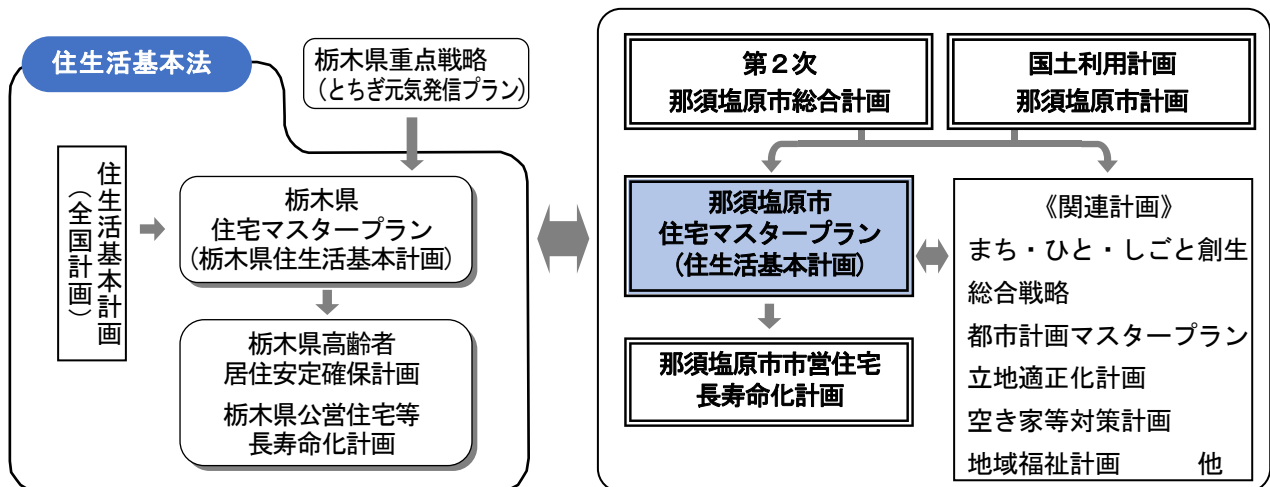 住生活基本法
栃木県重点戦略
（とちぎ元気発信プラン）
住生活基本計画
（全国計画）
栃木県
住宅マスタープラン
（栃木県住生活基本計画）
栃木県高齢者
居住安定確保計画
栃木県公営住宅等
長寿命化計画
第２次
那須塩原市総合計画
国土利用計画
那須塩原市計画
那須塩原市
住宅マスタープラン
（住生活基本計画）
那須塩原市市営住宅
長寿命化計画
《関連計画》
まち・ひと・しごと創生
総合戦略
都市計画マスタープラン
立地適正化計画
空き家等対策計画
地域福祉計画　　他